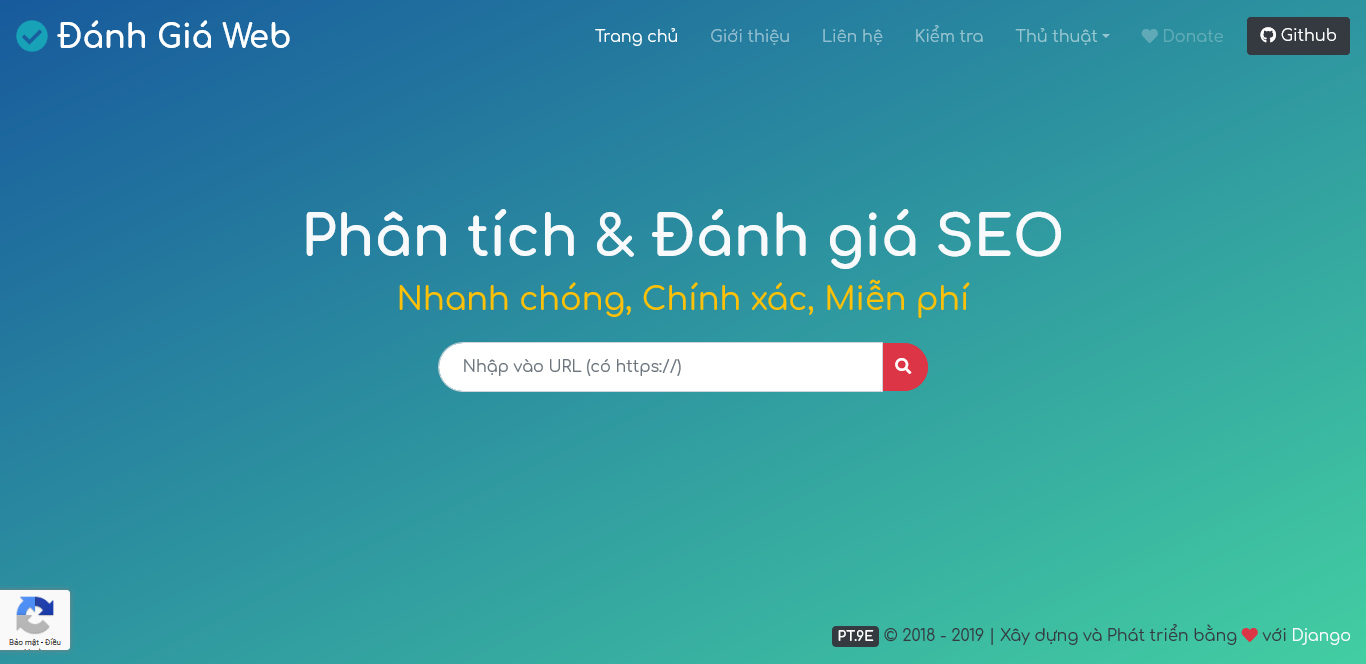 Đánh Giá Web
Trang chủ Giới thiệu Liên hệ Kiểm tra Thủ thuật Donate Github
Phân tích & Đánh giá SEO
Nhanh chóng, Chính xác, Miễn phí
Nhập vào URL (có https://)
Bảo mật - Điều
PT.9E © 2018 - 2019 | Xây dựng và Phát triển bằng với Django